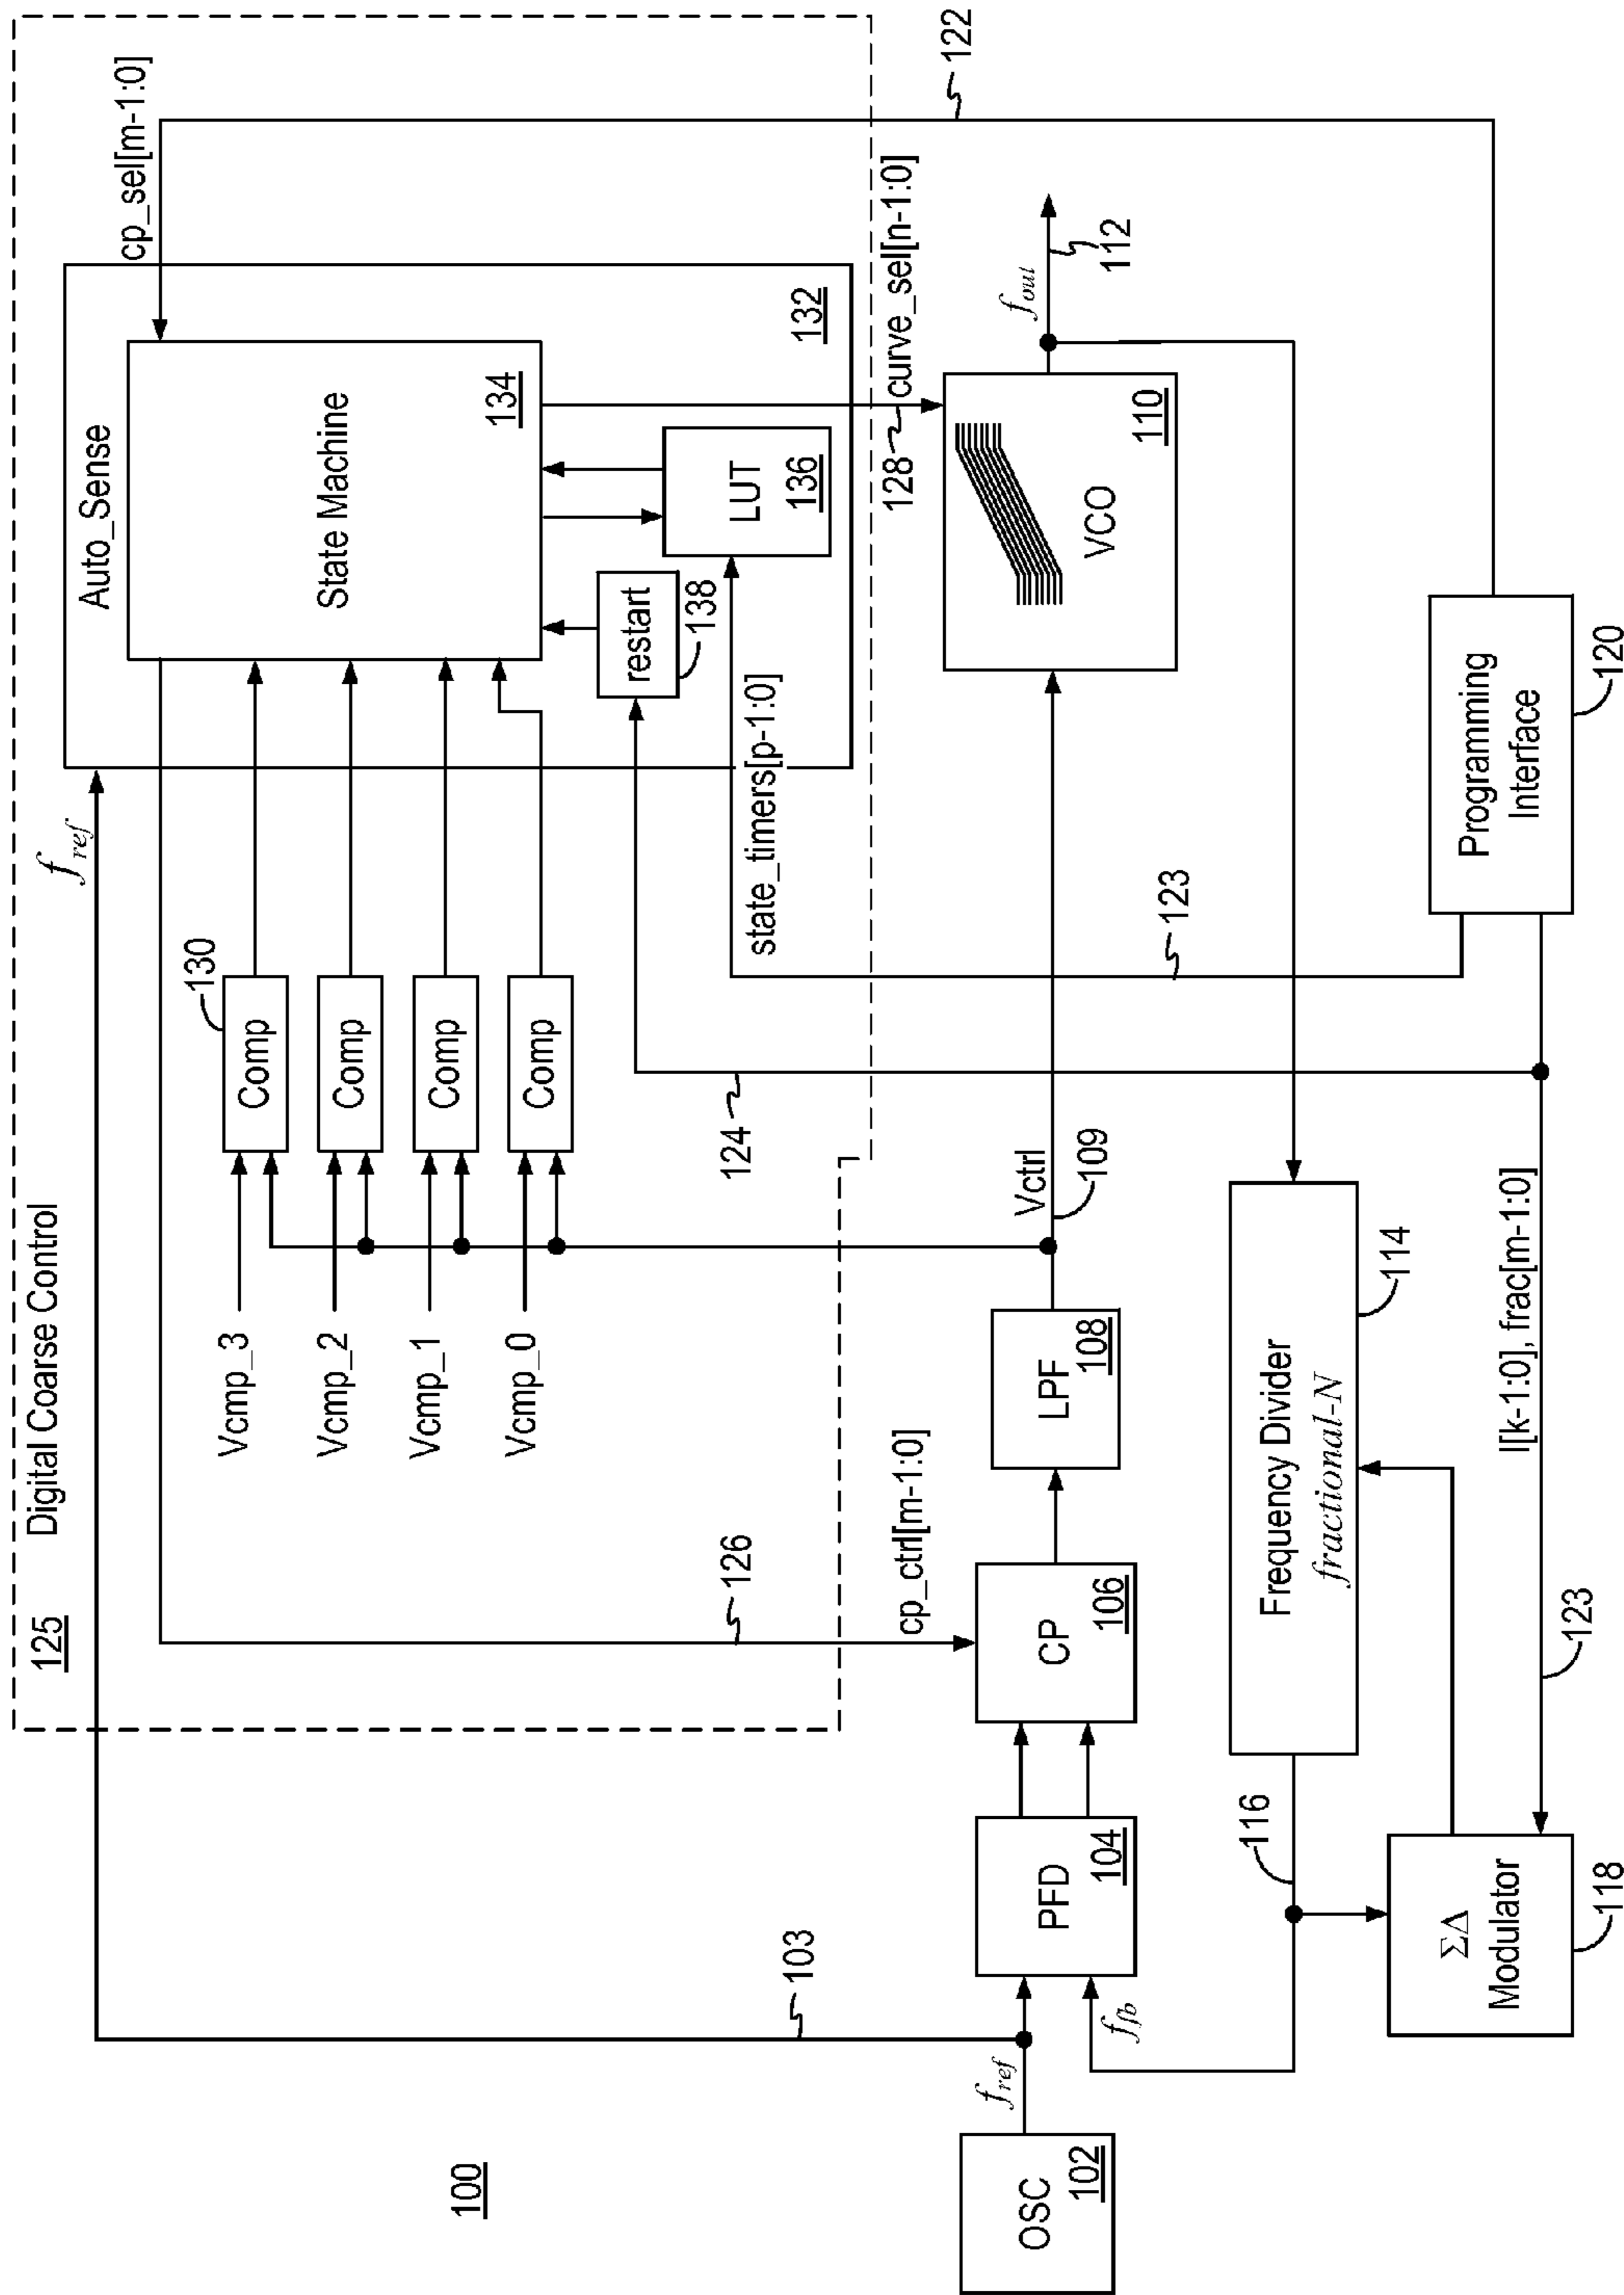 100
125
Digital Coarse Control
f_ref
Auto_Sense
cp_sel[m-1:0]
Vcmp_3
Comp
130
Vcmp_2
Comp
Vcmp_1
Comp
Vcmp_0
Comp
State Machine
134
restart
138
LUT
136
132
122
state_timers[p-1:0]
126
124
123
128
curve_sel[n-1:0]
103
cp_ctrl[m-1:0]
OSC
102
f_ref
f_fb
PFD
104
CP
106
LPF
108
Vctrl
109
VCO
110
f_out
112
116
Frequency Divider
fractional-N
114
ΣΔ
Modulator
118
123
I[k-1:0], frac[m-1:0]
Programming
Interface
120